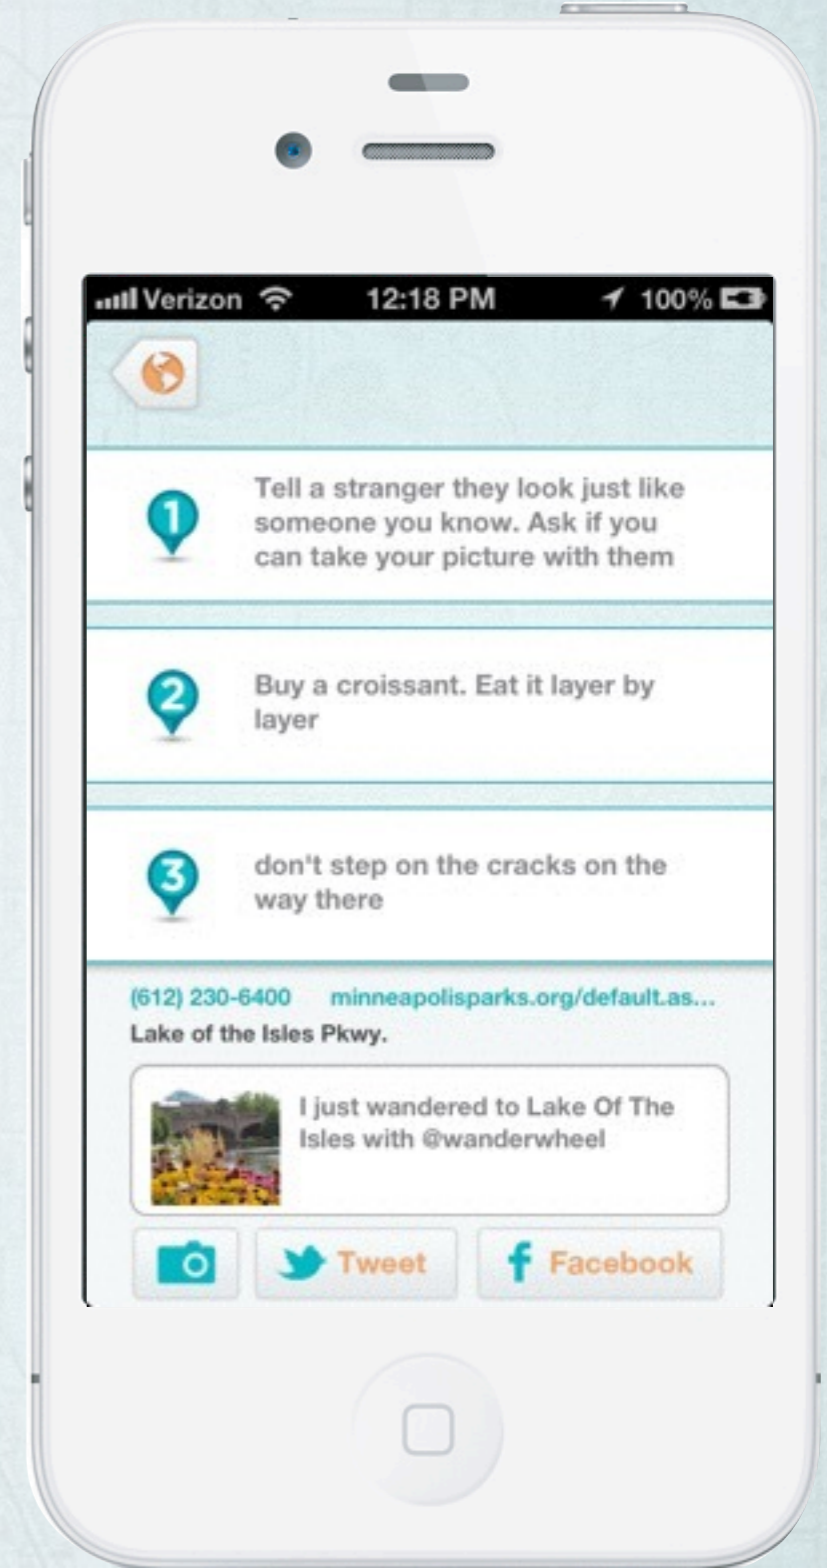 Verizon 12:18 PM 100%
1
Tell a stranger they look just like
someone you know. Ask if you
can take your picture with them
2
Buy a croissant. Eat it layer by
layer
3
don't step on the cracks on the
way there
(612) 230-6400 minneapolisparks.org/default.as...
Lake of the Isles Pkwy.
I just wandered to Lake Of The
Isles with @wanderwheel
Tweet
f Facebook